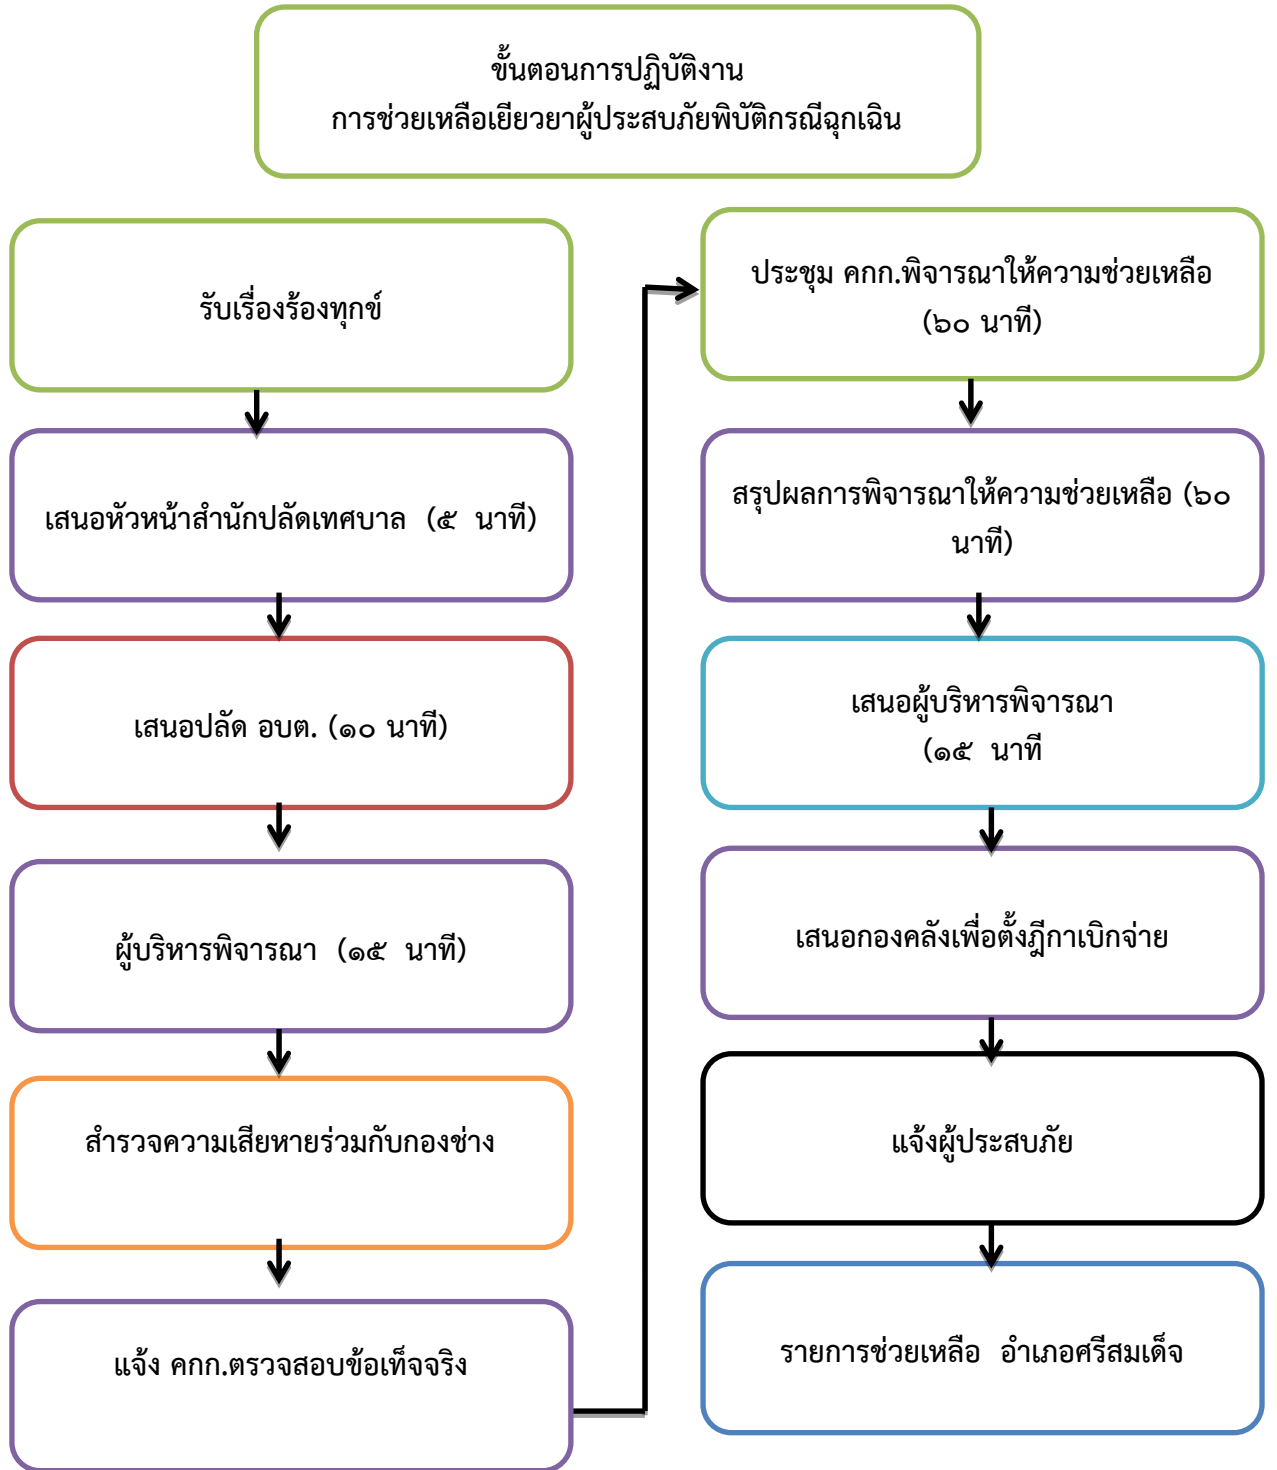 ขั้นตอนการปฏิบัติงาน
การช่วยเหลือเยียวยาผู้ประสบภัยพิบัติกรณีฉุกเฉิน
รับเรื่องร้องทุกข์
เสนอหัวหน้าสำนักปลัดเทศบาล (๕ นาที)
เสนอปลัด อบต. (๑๐ นาที)
ผู้บริหารพิจารณา (๑๕ นาที)
สำรวจความเสียหายร่วมกับกองช่าง
แจ้ง คกก.ตรวจสอบข้อเท็จจริง
ประชุม คกก.พิจารณาให้ความช่วยเหลือ
(๖๐ นาที)
สรุปผลการพิจารณาให้ความช่วยเหลือ (๖๐
นาที)
เสนอผู้บริหารพิจารณา
(๑๕ นาที
เสนอกองคลังเพื่อตั้งฎีกาเบิกจ่าย
แจ้งผู้ประสบภัย
รายการช่วยเหลือ อำเภอศรีสมเด็จ